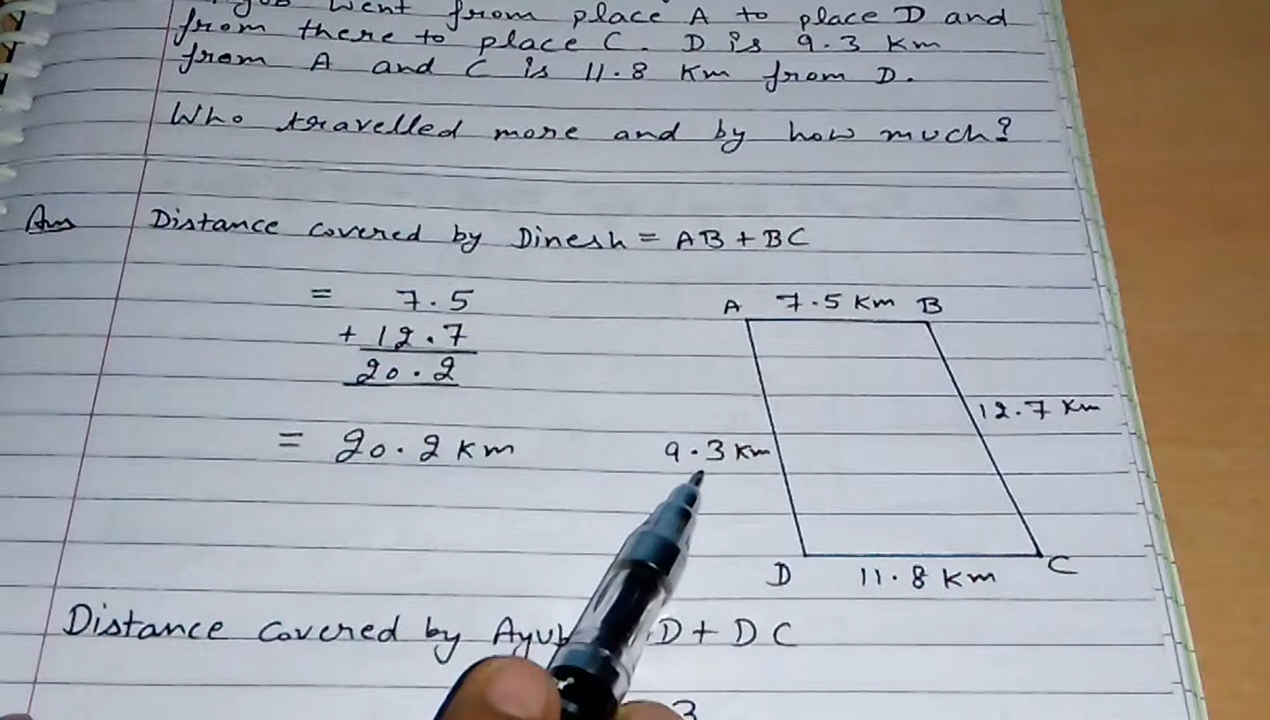 went from place A to place D and
from there to place C. D is 9.3 Km
from A and C is 11.8 Km from D.
Who travelled more and by how much?
Ans Distance covered by Dinesh = AB + BC
= 7.5
+ 12.7
20.2
= 20.2 Km
A 7.5 Km B
12.7 Km
9.3 Km
D 11.8 Km C
Distance covered by D + DC
3